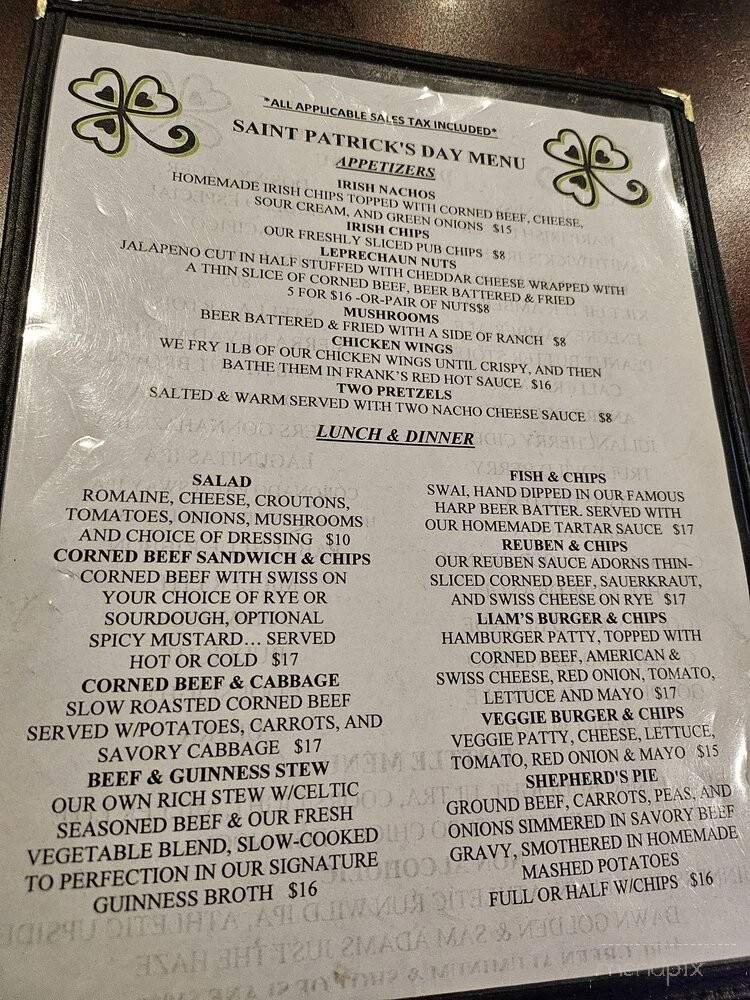 *ALL APPLICABLE SALES TAX INCLUDED*
SAINT PATRICK'S DAY MENU
APPETIZERS
IRISH NACHOS
HOMEMADE IRISH CHIPS TOPPED WITH CORNED BEEF, CHEESE,
SOUR CREAM, AND GREEN ONIONS $15
IRISH CHIPS
OUR FRESHLY SLICED PUB CHIPS $8
LEPRECHAUN NUTS
JALAPENO CUT IN HALF STUFFED WITH CHEDDAR CHEESE WRAPPED WITH
A THIN SLICE OF CORNED BEEF, BEER BATTERED & FRIED
5 FOR $16 -OR-PAIR OF NUTS$8
MUSHROOMS
BEER BATTERED & FRIED WITH A SIDE OF RANCH $8
CHICKEN WINGS
WE FRY 1LB OF OUR CHICKEN WINGS UNTIL CRISPY, AND THEN
BATHE THEM IN FRANK'S RED HOT SAUCE $16
TWO PRETZELS
SALTED & WARM SERVED WITH TWO NACHO CHEESE SAUCE $8
LUNCH & DINNER
SALAD
ROMAINE, CHEESE, CROUTONS,
TOMATOES, ONIONS, MUSHROOMS
AND CHOICE OF DRESSING $10
CORNED BEEF SANDWICH & CHIPS
CORNED BEEF WITH SWISS ON
YOUR CHOICE OF RYE OR
SOURDOUGH, OPTIONAL
SPICY MUSTARD... SERVED
HOT OR COLD $17
CORNED BEEF & CABBAGE
SLOW ROASTED CORNED BEEF
SERVED W/POTATOES, CARROTS, AND
SAVORY CABBAGE $17
BEEF & GUINNESS STEW
OUR OWN RICH STEW W/CELTIC
SEASONED BEEF & OUR FRESH
VEGETABLE BLEND, SLOW-COOKED
TO PERFECTION IN OUR SIGNATURE
GUINNESS BROTH $16
FISH & CHIPS
SWAI, HAND DIPPED IN OUR FAMOUS
HARP BEER BATTER. SERVED WITH
OUR HOMEMADE TARTAR SAUCE $17
REUBEN & CHIPS
OUR REUBEN SAUCE ADORNS THIN-
SLICED CORNED BEEF, SAUERKRAUT,
AND SWISS CHEESE ON RYE $17
LIAM'S BURGER & CHIPS
HAMBURGER PATTY, TOPPED WITH
CORNED BEEF, AMERICAN &
SWISS CHEESE, RED ONION, TOMATO,
LETTUCE AND MAYO $17
VEGGIE BURGER & CHIPS
VEGGIE PATTY, CHEESE, LETTUCE,
TOMATO, RED ONION & MAYO $15
SHEPHERD'S PIE
GROUND BEEF, CARROTS, PEAS, AND
ONIONS SIMMERED IN SAVORY BEEF
GRAVY, SMOTHERED IN HOMEMADE
MASHED POTATOES
FULL OR HALF W/CHIPS $16
menupix